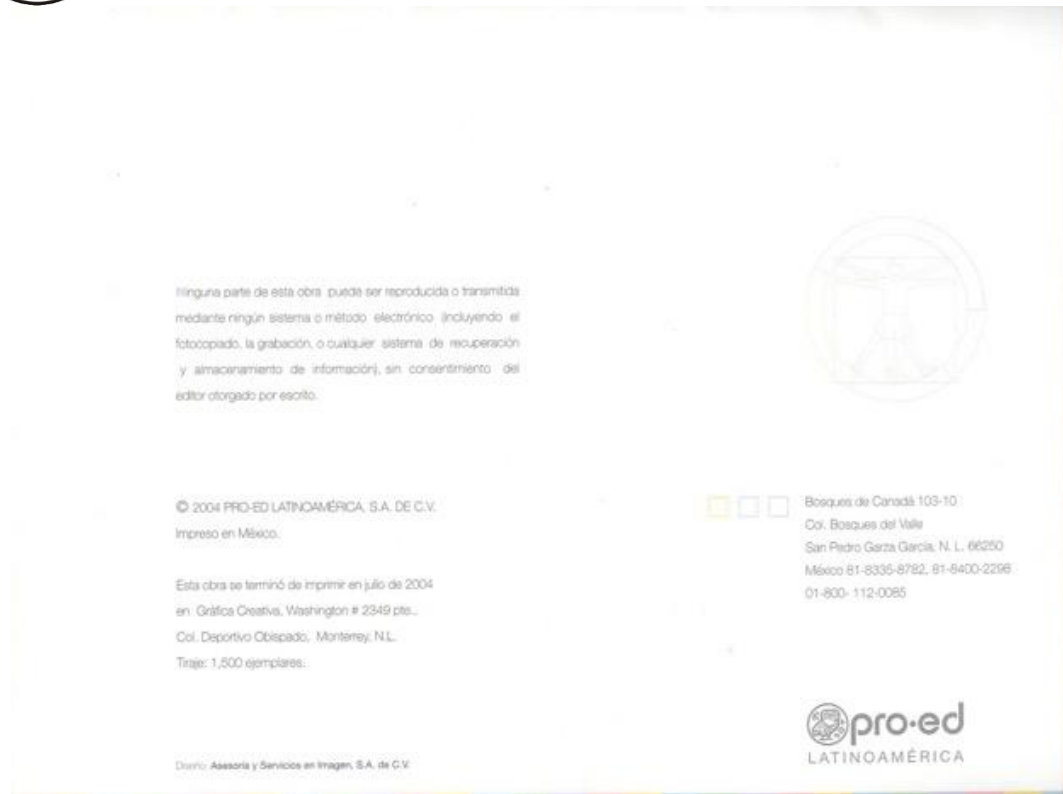 Ninguna parte de esta obra puede ser reproducida o transmitida
mediante ningún sistema o método electrónico (incluyendo el
fotocopiado, la grabación, o cualquier sistema de recuperación
y almacenamiento de información), sin consentimiento del
editor otorgado por escrito.
© 2004 PRO-ED LATINOAMÉRICA, S.A. DE C.V.
Impreso en México.
Esta obra se terminó de imprimir en julio de 2004
en Gráfica Creativa, Washington # 2349 pte.,
Col. Deportivo Obispado, Monterrey, N.L.
Tiraje: 1,500 ejemplares.
Diseño: Asesoría y Servicios en Imagen, S.A. de C.V.
Bosques de Canadá 103-10
Col. Bosques del Valle
San Pedro Garza García, N. L. 66250
México 81-8335-8782, 81-8400-2296
01-800- 112-0085
pro·ed
LATINOAMÉRICA